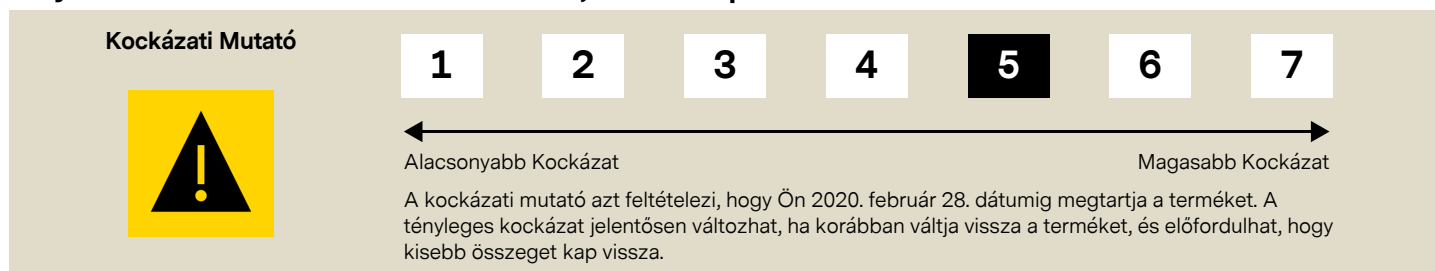 Kockázati Mutató
1 2 3 4 5 6 7
Alacsonyabb Kockázat Magasabb Kockázat
A kockázati mutató azt feltételezi, hogy Ön 2020. február 28. dátumig megtartja a terméket. A
tényleges kockázat jelentősen változhat, ha korábban váltja vissza a terméket, és előfordulhat, hogy
kisebb összeget kap vissza.